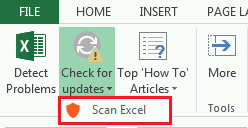 FILE
HOME
INSERT
PAGE LA
Detect
Problems
Check for
updates
Top 'How To'
Articles
More
Tools
Scan Excel